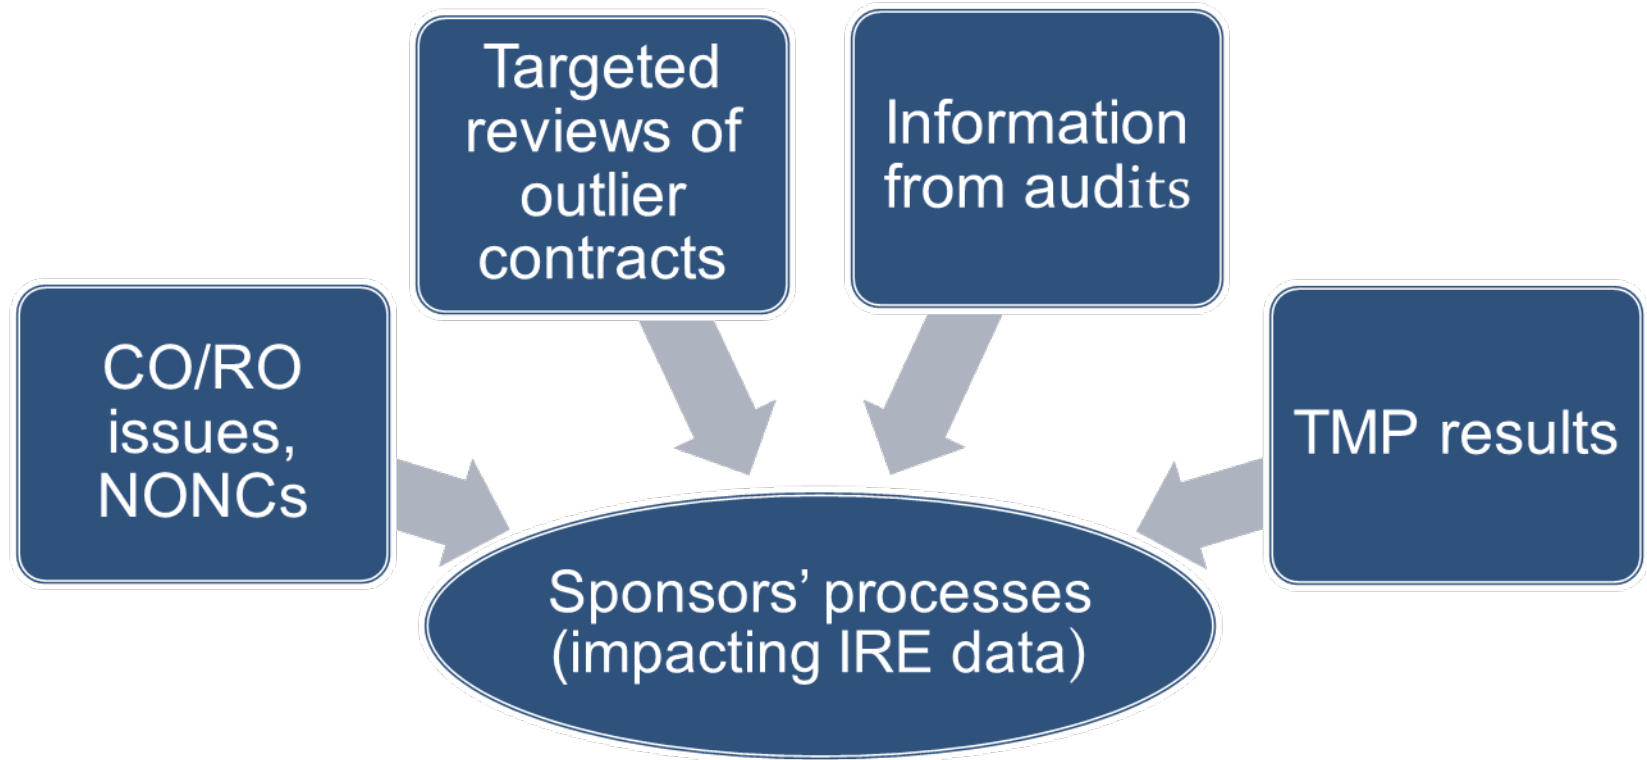 Targeted
reviews of
outlier
contracts
Information
from audits
CO/RO
issues,
NONCs
TMP results
Sponsors’ processes
(impacting IRE data)